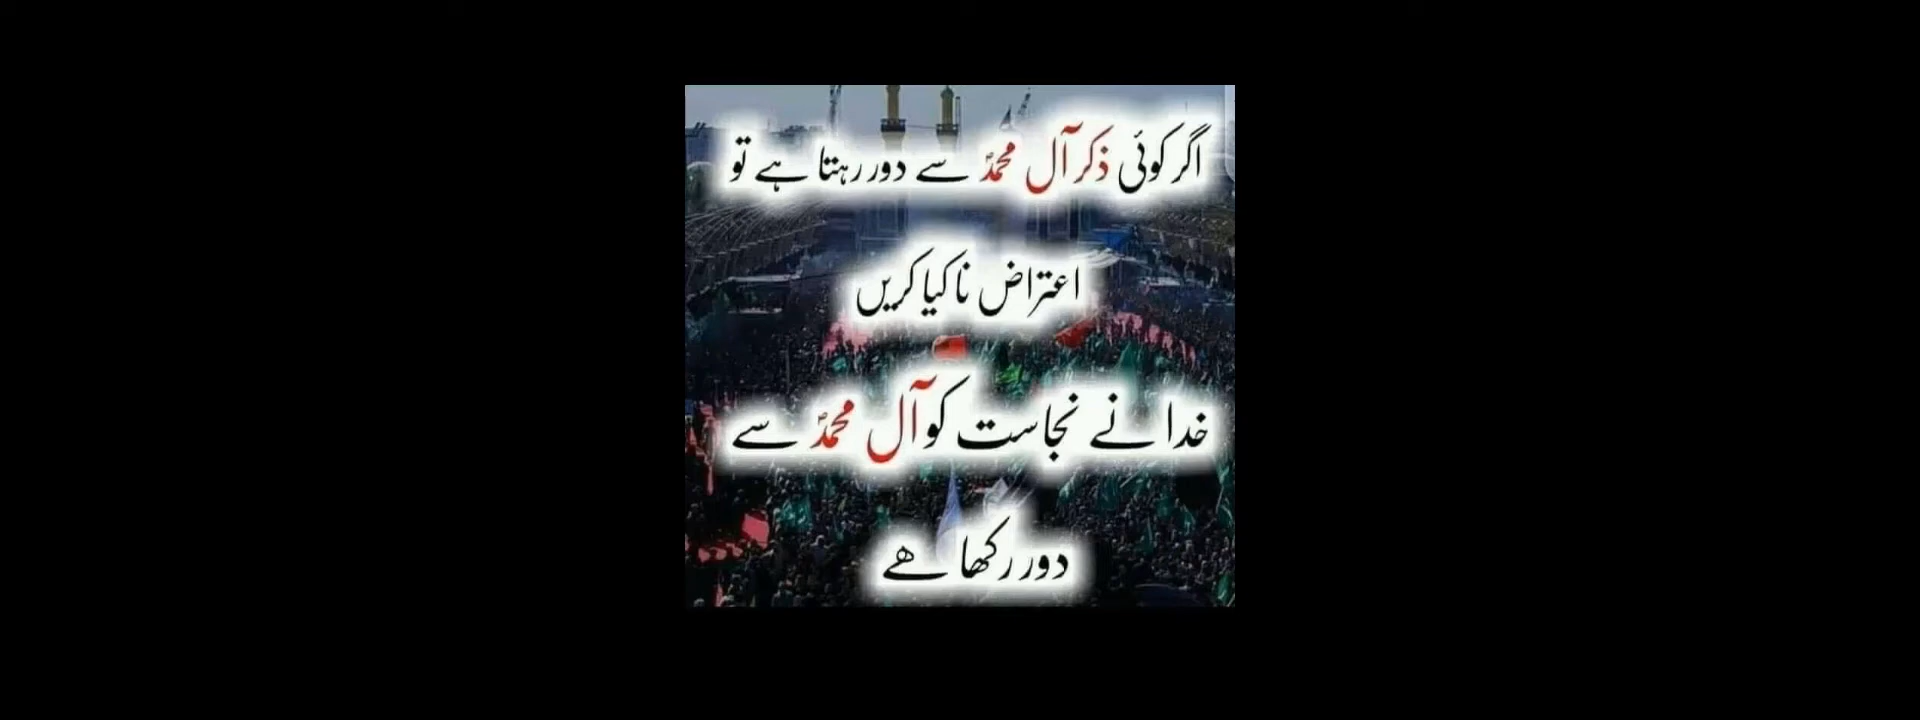 اگر کوئی ذکر آل محمدؐ سے دور رہتا ہے تو
اعتراض نا کیا کریں
خدا نے نجاست کو آل محمدؐ سے
دور رکھا ھے